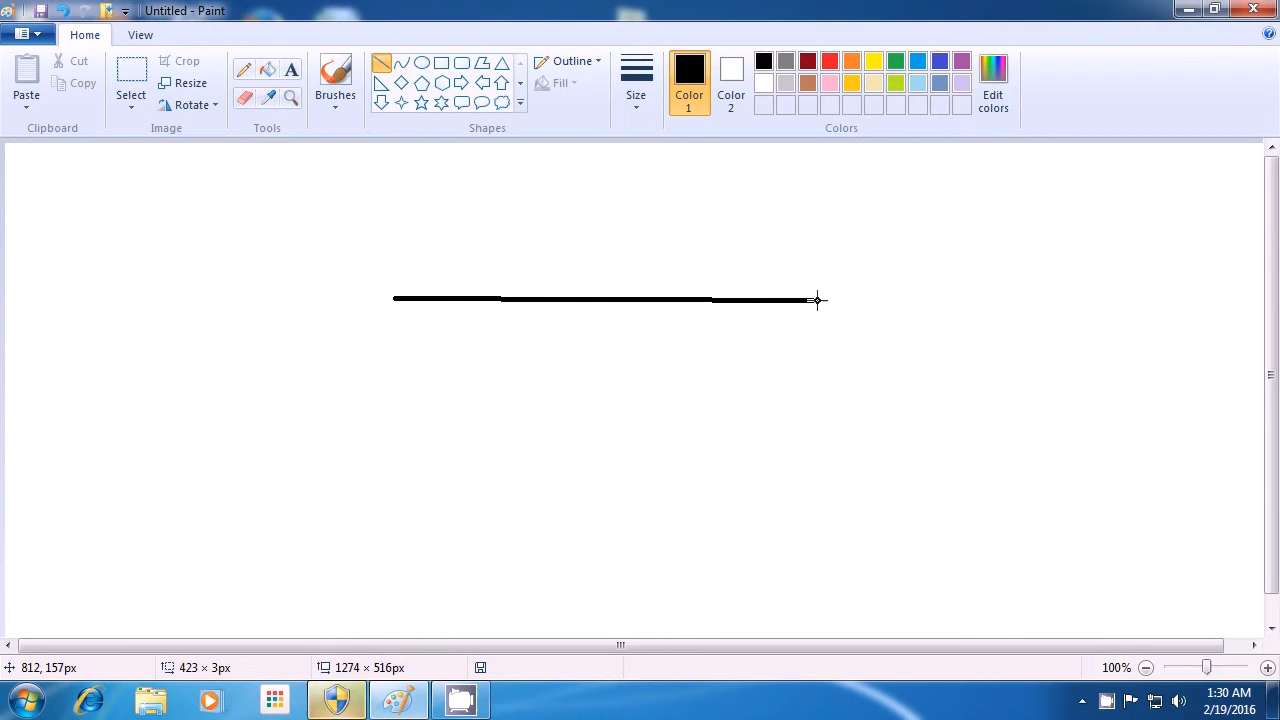 Untitled - Paint
Home View
Paste
Cut
Copy
Clipboard
Select
Crop
Resize
Rotate
Image
A
Tools
Brushes
Shapes
Outline
Fill
Size
Color 1
Color 2
Edit colors
Colors
812, 157px 423 × 3px 1274 × 516px 100%
1:30 AM
2/19/2016